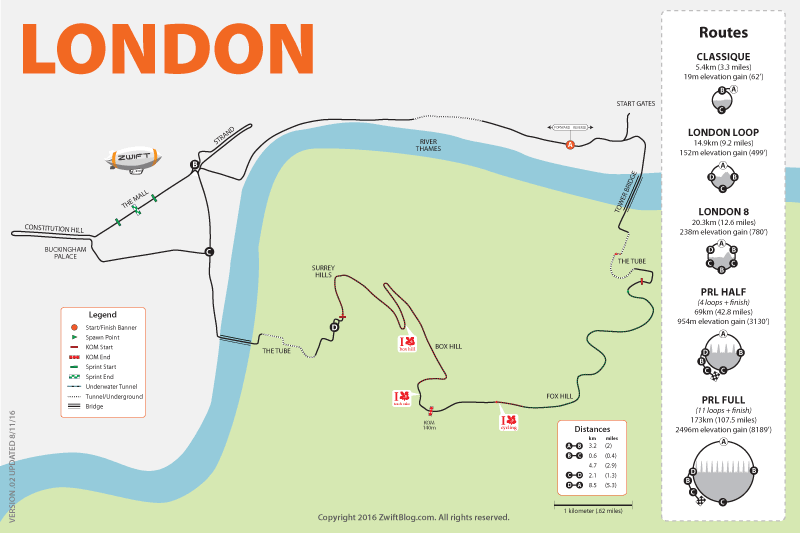 LONDON
START GATES
FORWARD REVERSE
A
STRAND
RIVER
THAMES
ZWIFT
B
THE MALL
TOWER BRIDGE
CONSTITUTION HILL
BUCKINGHAM
PALACE
C
THE TUBE
SURREY
HILLS
D
I
box hill
BOX HILL
THE TUBE
I
I
cycling
FOX HILL
KOM
140m
Legend
Start/Finish Banner
Spawn Point
KOM Start
KOM End
Sprint Start
Sprint End
Underwater Tunnel
Tunnel/Underground
Bridge
Distances
km miles
A B 3.2 (2)
B C 0.6 (0.4)
4.7 (2.9)
C D 2.1 (1.3)
D A 8.5 (5.3)
1 kilometer (.62 miles)
Copyright 2016 ZwiftBlog.com. All rights reserved.
VERSION .02 UPDATED 8/11/16
Routes
CLASSIQUE
5.4km (3.3 miles)
19m elevation gain (62')
B A
C
LONDON LOOP
14.9km (9.2 miles)
152m elevation gain (499')
A
D B
C
LONDON 8
20.3km (12.6 miles)
238m elevation gain (780')
A
D B
C C
B
PRL HALF
(4 loops + finish)
69km (42.8 miles)
954m elevation gain (3130')
A
D B
B
C C
PRL FULL
(11 loops + finish)
173km (107.5 miles)
2496m elevation gain (8189')
A
D B
B
C C